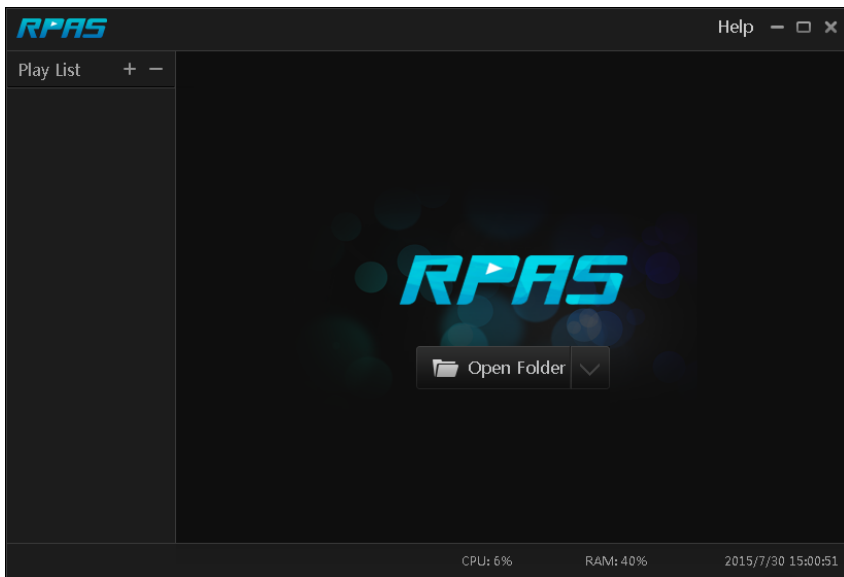 RPAS
Help
Play List + −
RPAS
Open Folder
CPU: 6% RAM: 40% 2015/7/30 15:00:51